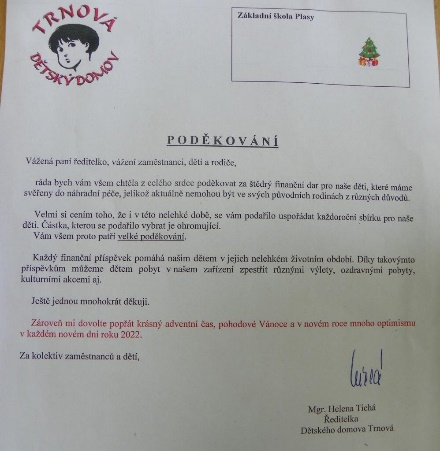 TRNOVÁ
DĚTSKÝ DOMOV
Základní škola Plasy
PODĚKOVÁNÍ
Vážená paní ředitelko, vážení zaměstnanci, děti a rodiče,
ráda bych vám všem chtěla z celého srdce poděkovat za štědrý finanční dar pro naše děti, které máme
svěřeny do náhradní péče, jelikož aktuálně nemohou být ve svých původních rodinách z různých důvodů.
Velmi si cením toho, že i v této nelehké době, se vám podařilo uspořádat každoroční sbírku pro naše
děti. Částka, kterou se podařilo vybrat je ohromující.
Vám všem proto patří velké poděkování.
Každý finanční příspěvek pomáhá našim dětem v jejich nelehkém životním období. Díky takovýmto
příspěvkům můžeme dětem pobyt v našem zařízení zpestřit různými výlety, ozdravnými pobyty,
kulturními akcemi aj.
Ještě jednou mnohokrát děkuji.
Zároveň mi dovolte popřát krásný adventní čas, pohodové Vánoce a v novém roce mnoho optimismu
v každém novém dni roku 2022.
Za kolektiv zaměstnanců a dětí,
Mgr. Helena Tichá
Ředitelka
Dětského domova Trnová